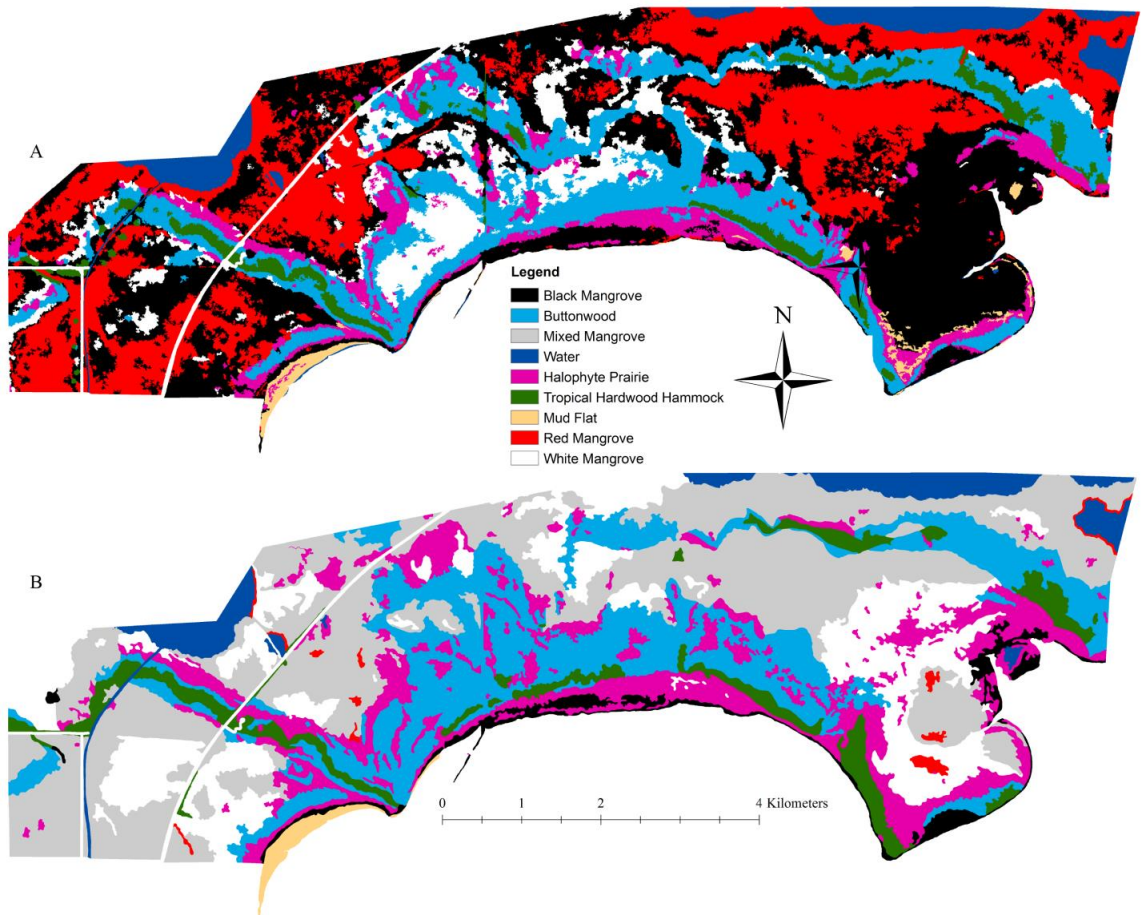 A
Legend
Black Mangrove
Buttonwood
Mixed Mangrove
Water
Halophyte Prairie
Tropical Hardwood Hammock
Mud Flat
Red Mangrove
White Mangrove
N
B
0 1 2 4 Kilometers